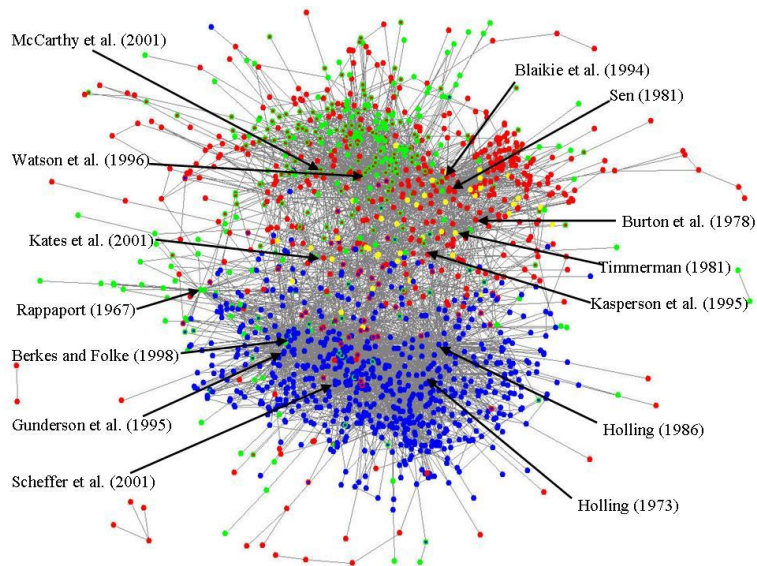 McCarthy et al. (2001)
Blaikie et al. (1994)
Sen (1981)
Watson et al. (1996)
Burton et al. (1978)
Kates et al. (2001)
Timmerman (1981)
Kasperson et al. (1995)
Rappaport (1967)
Berkes and Folke (1998)
Gunderson et al. (1995)
Holling (1986)
Scheffer et al. (2001)
Holling (1973)